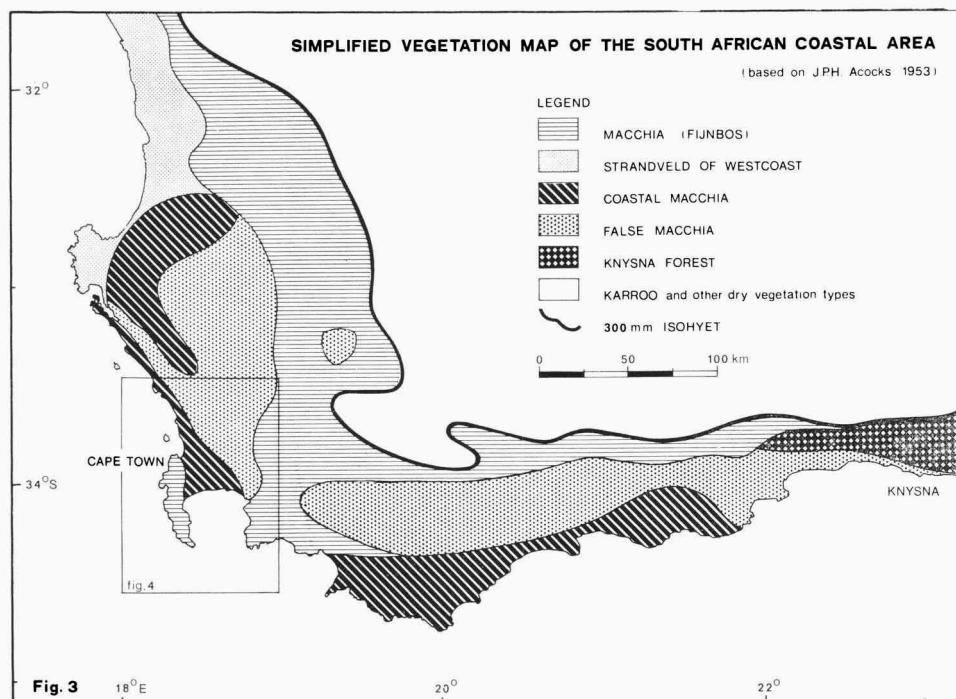 SIMPLIFIED VEGETATION MAP OF THE SOUTH AFRICAN COASTAL AREA
(based on J.P.H. Acocks 1953)
32°
LEGEND
MACCHIA (FIJNBOS)
STRANDVELD OF WESTCOAST
COASTAL MACCHIA
FALSE MACCHIA
KNYSNA FOREST
KARROO and other dry vegetation types
300 mm ISOHYET
0 50 100 km
CAPE TOWN
34°S
KNYSNA
fig. 4
Fig. 3
18°E 20° 22°